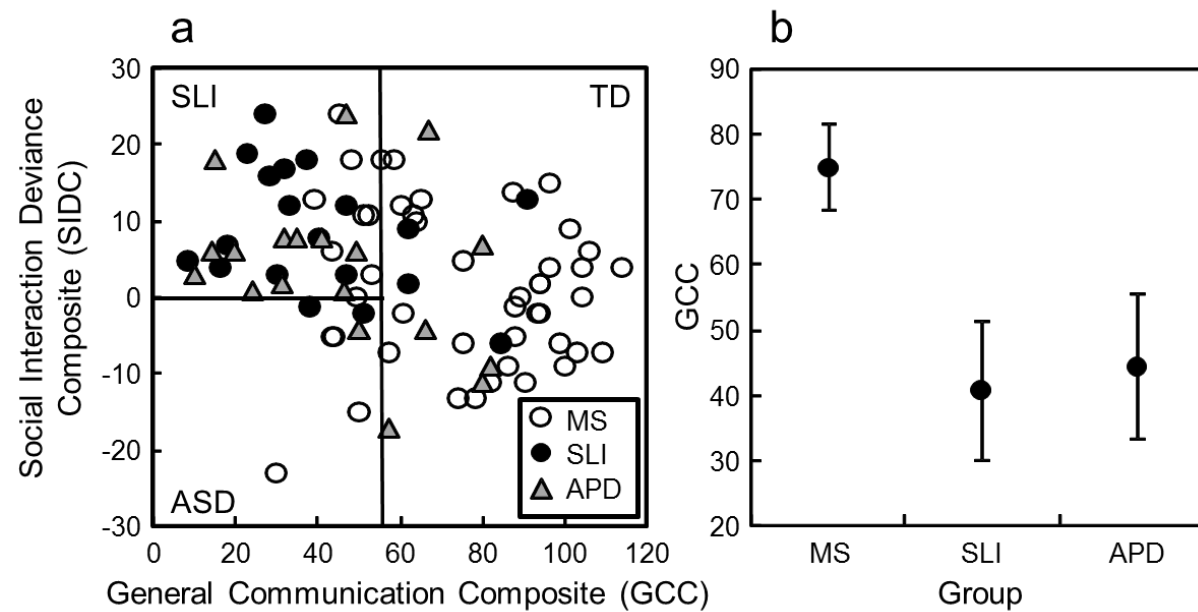 a
Social Interaction Deviance
Composite (SIDC)
30
20
10
0
-10
-20
-30
SLI
TD
ASD
MS
SLI
APD
0 20 40 60 80 100 120
General Communication Composite (GCC)
b
GCC
90
80
70
60
50
40
30
20
MS SLI APD
Group